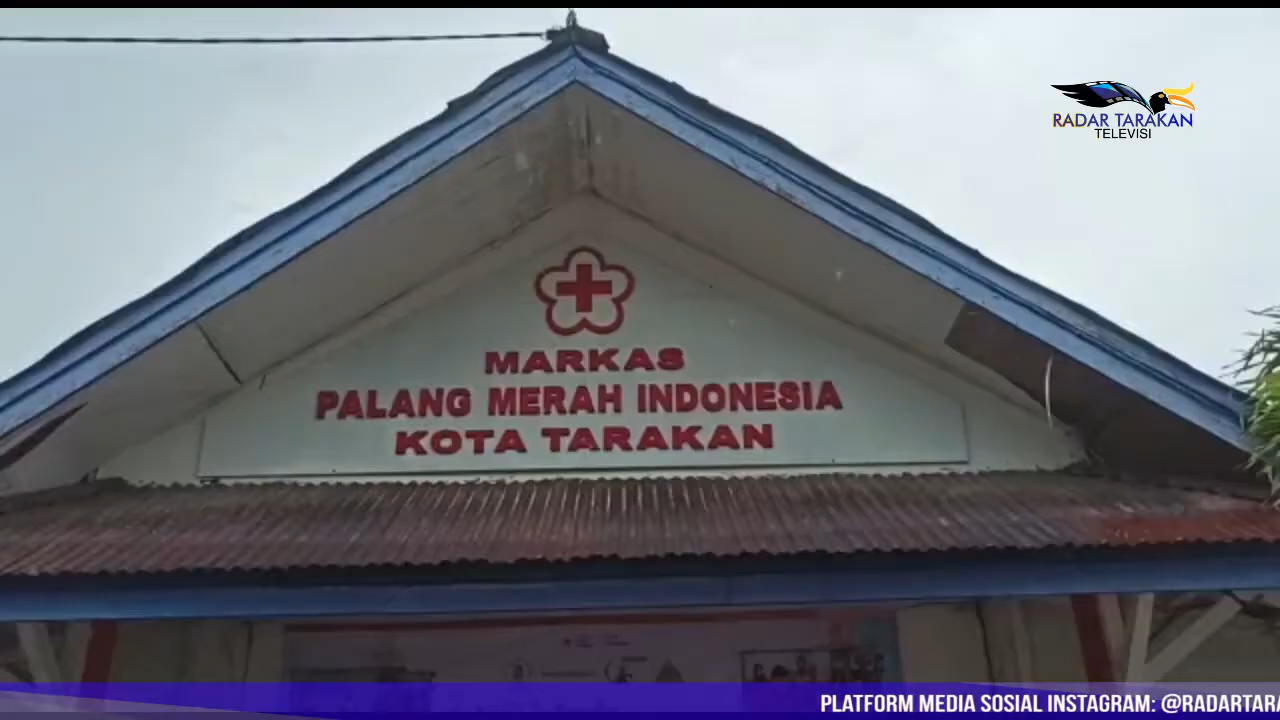 RADAR TARAKAN
TELEVISI
MARKAS
PALANG MERAH INDONESIA
KOTA TARAKAN
PLATFORM MEDIA SOSIAL INSTAGRAM: @RADARTARA